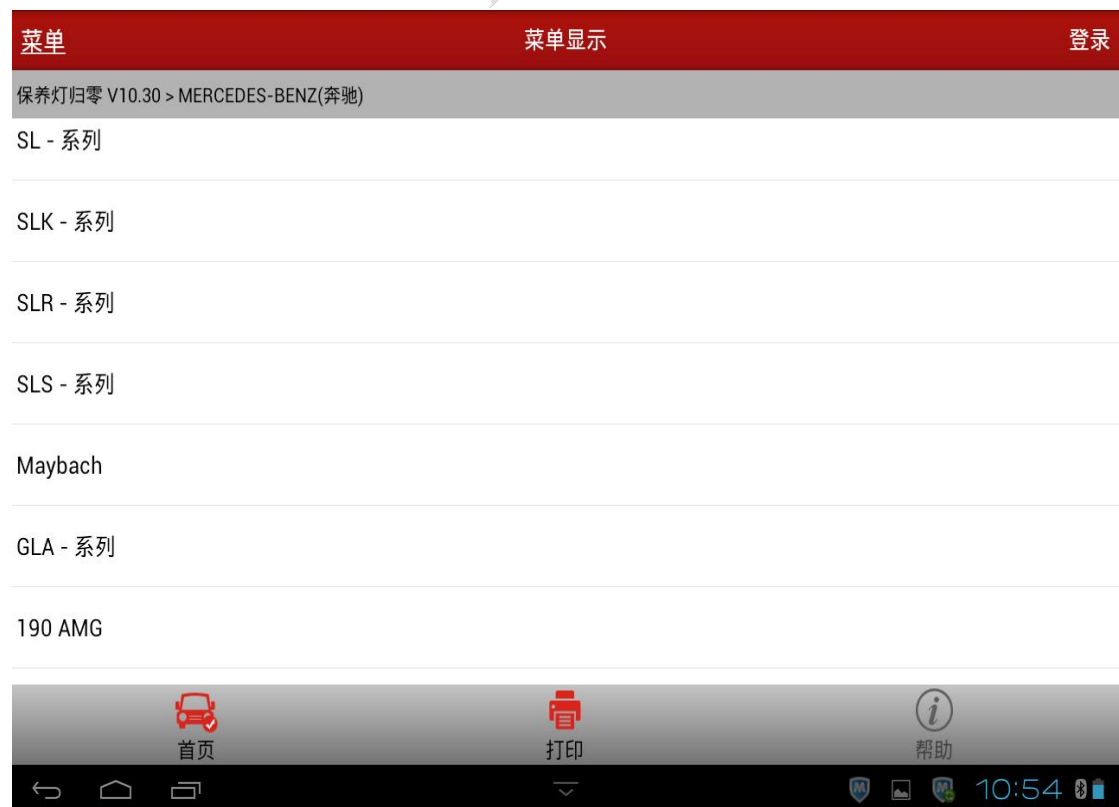 菜单 菜单显示 登录
保养灯归零 V10.30 > MERCEDES-BENZ(奔驰)
SL - 系列
SLK - 系列
SLR - 系列
SLS - 系列
Maybach
GLA - 系列
190 AMG
首页 打印 帮助
10:54